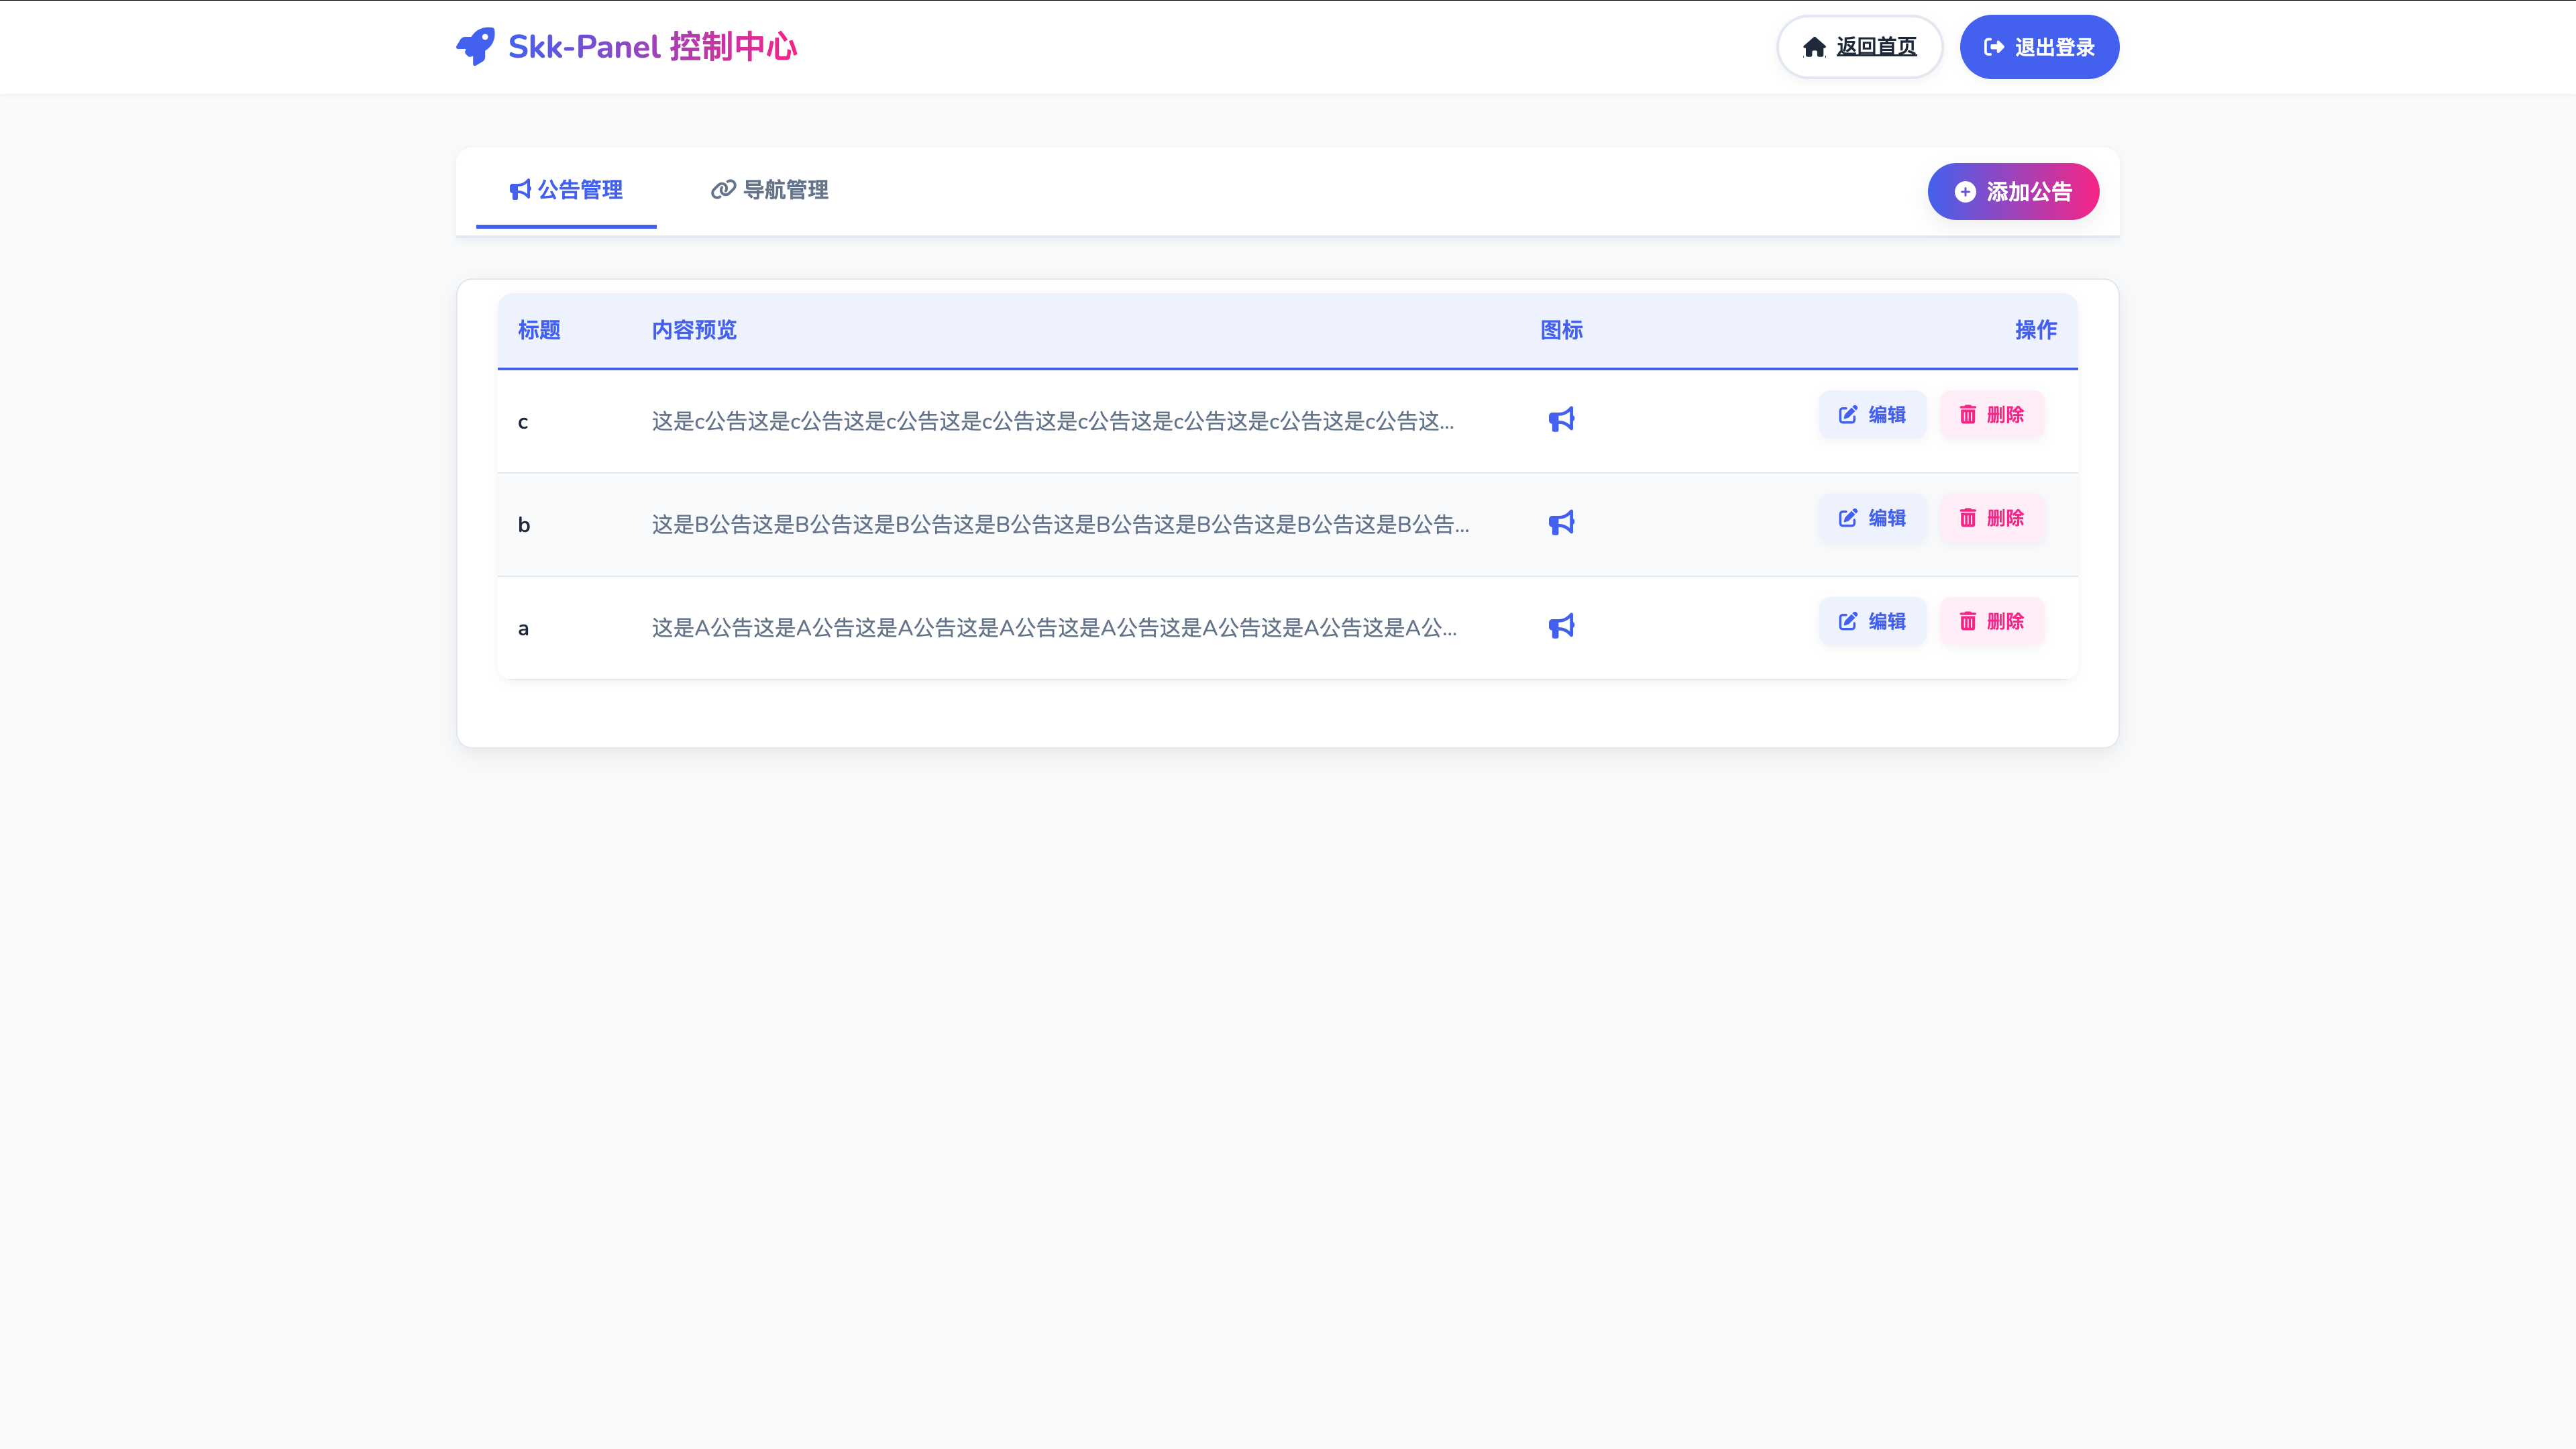 Skk-Panel 控制中心
返回首页
退出登录
公告管理
导航管理
添加公告
标题 内容预览 图标 操作
c 这是c公告这是c公告这是c公告这是c公告这是c公告这是c公告这是c公告这是c公告这... 编辑 删除
b 这是B公告这是B公告这是B公告这是B公告这是B公告这是B公告这是B公告这是B公告... 编辑 删除
a 这是A公告这是A公告这是A公告这是A公告这是A公告这是A公告这是A公告这是A公... 编辑 删除